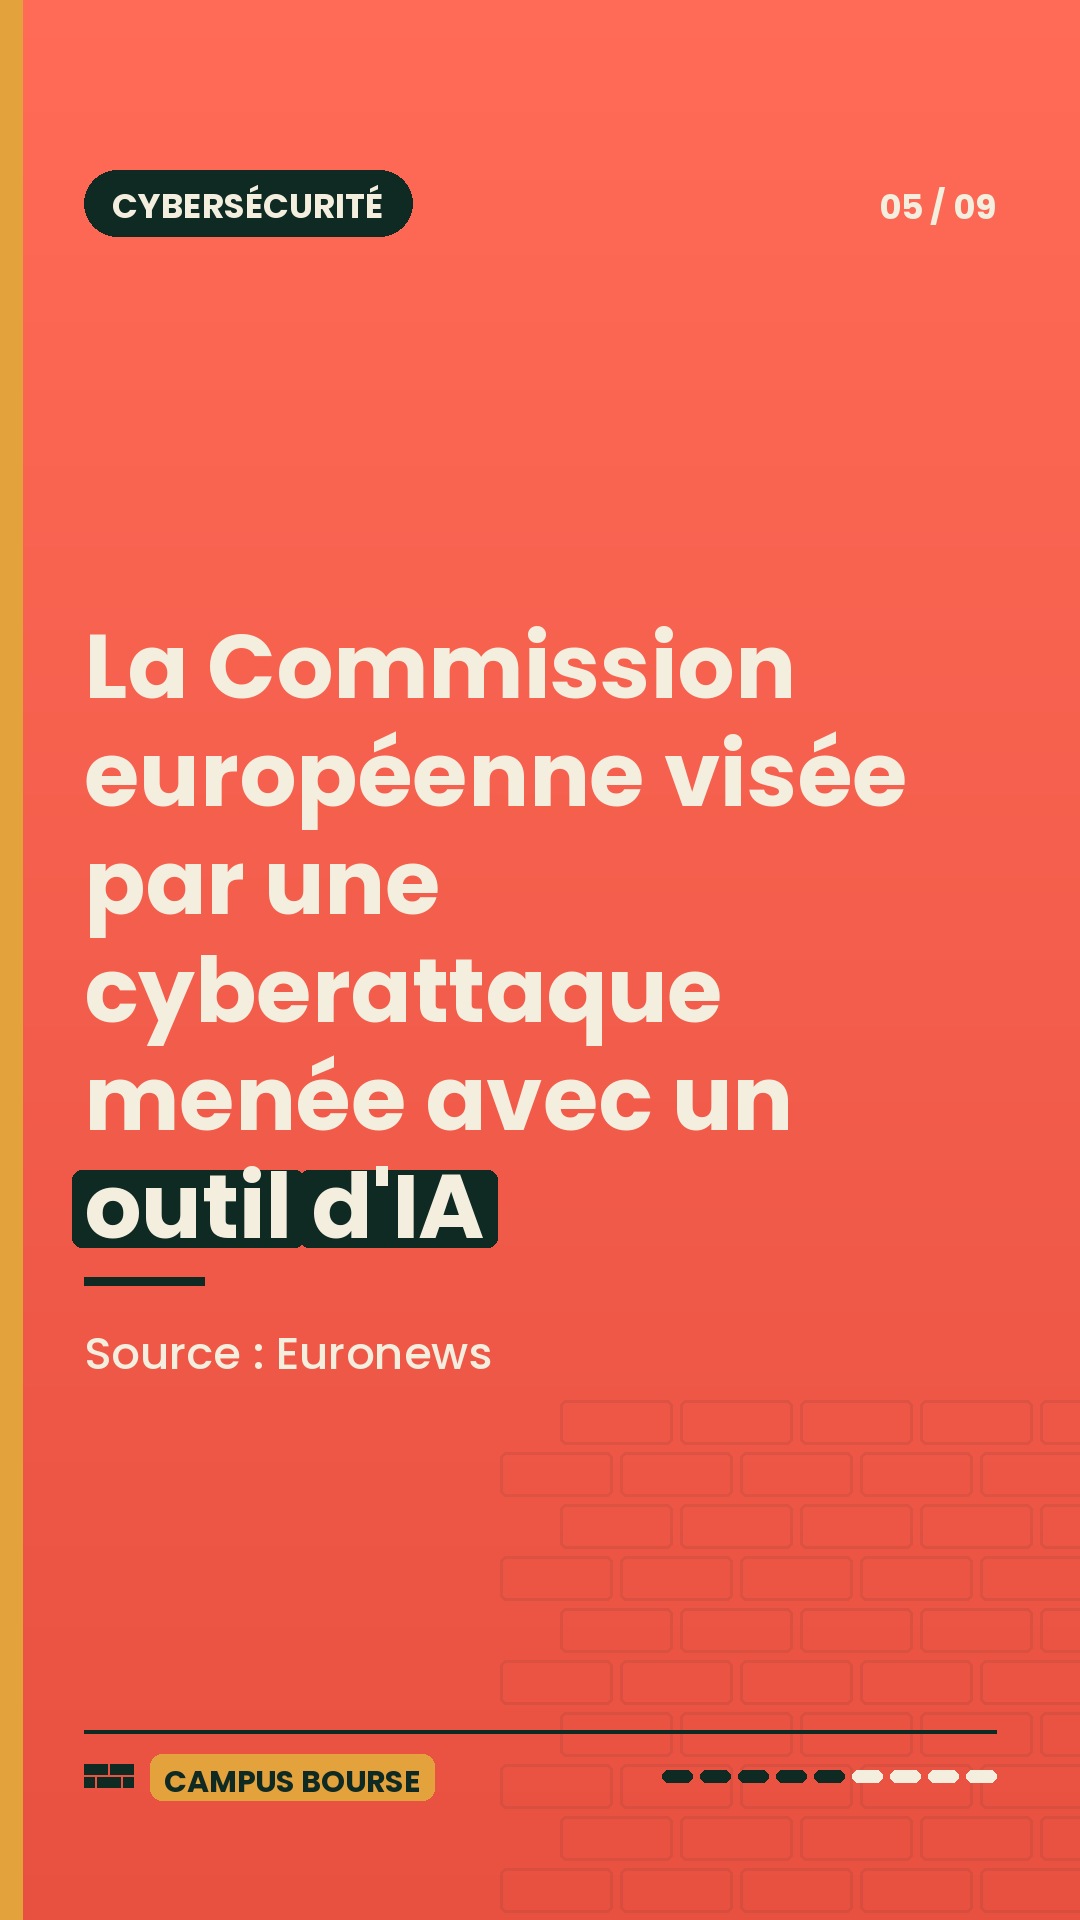 CYBERSÉCURITÉ
05 / 09
La Commission
européenne visée
par une
cyberattaque
menée avec un
outil d'IA
Source : Euronews
CAMPUS BOURSE